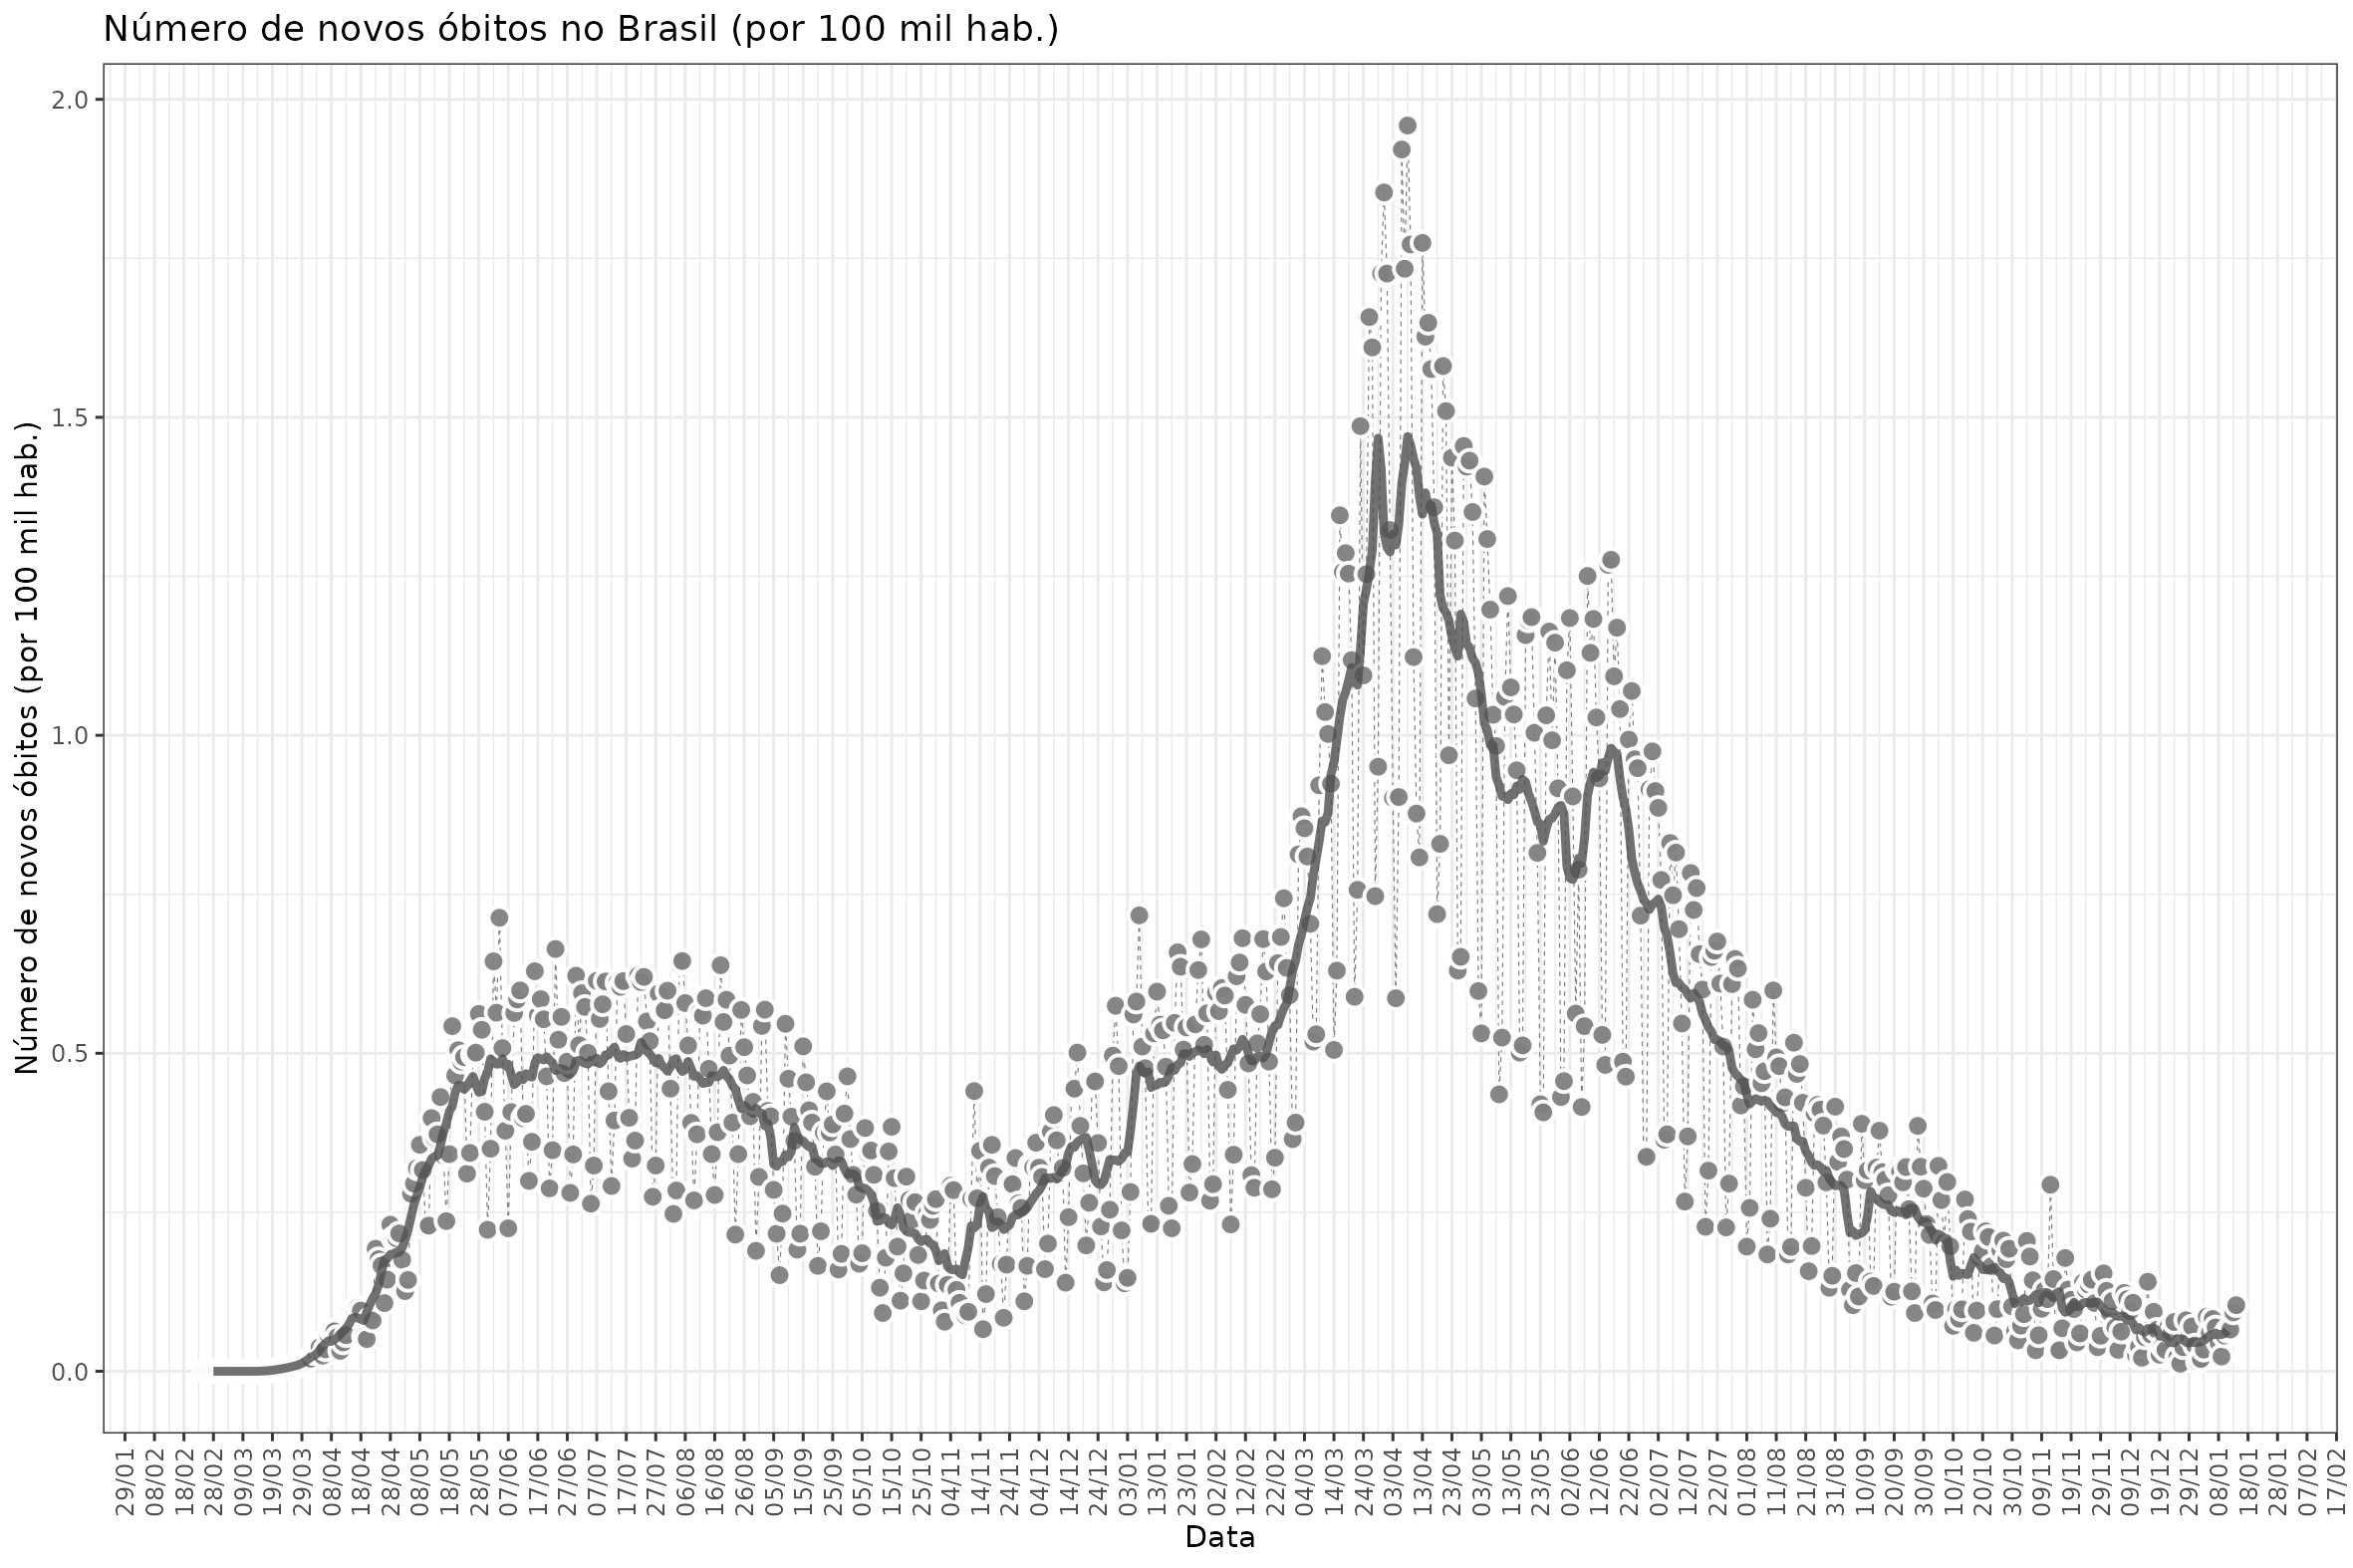 Número de novos óbitos no Brasil (por 100 mil hab.)
Número de novos óbitos (por 100 mil hab.)
2.0
1.5
1.0
0.5
0.0
29/01 08/02 18/02 28/02 09/03 19/03 29/03 08/04 18/04 28/04 08/05 18/05 28/05 07/06 17/06 27/06 07/07 17/07 27/07 06/08 16/08 26/08 05/09 15/09 25/09 05/10 15/10 25/10 04/11 14/11 24/11 04/12 14/12 24/12 03/01 13/01 23/01 02/02 12/02 22/02 04/03 14/03 24/03 03/04 13/04 23/04 03/05 13/05 23/05 02/06 12/06 22/06 02/07 12/07 22/07 01/08 11/08 21/08 31/08 10/09 20/09 30/09 10/10 20/10 30/10 09/11 19/11 29/11 09/12 19/12 29/12 08/01 18/01 28/01 07/02 17/02
Data